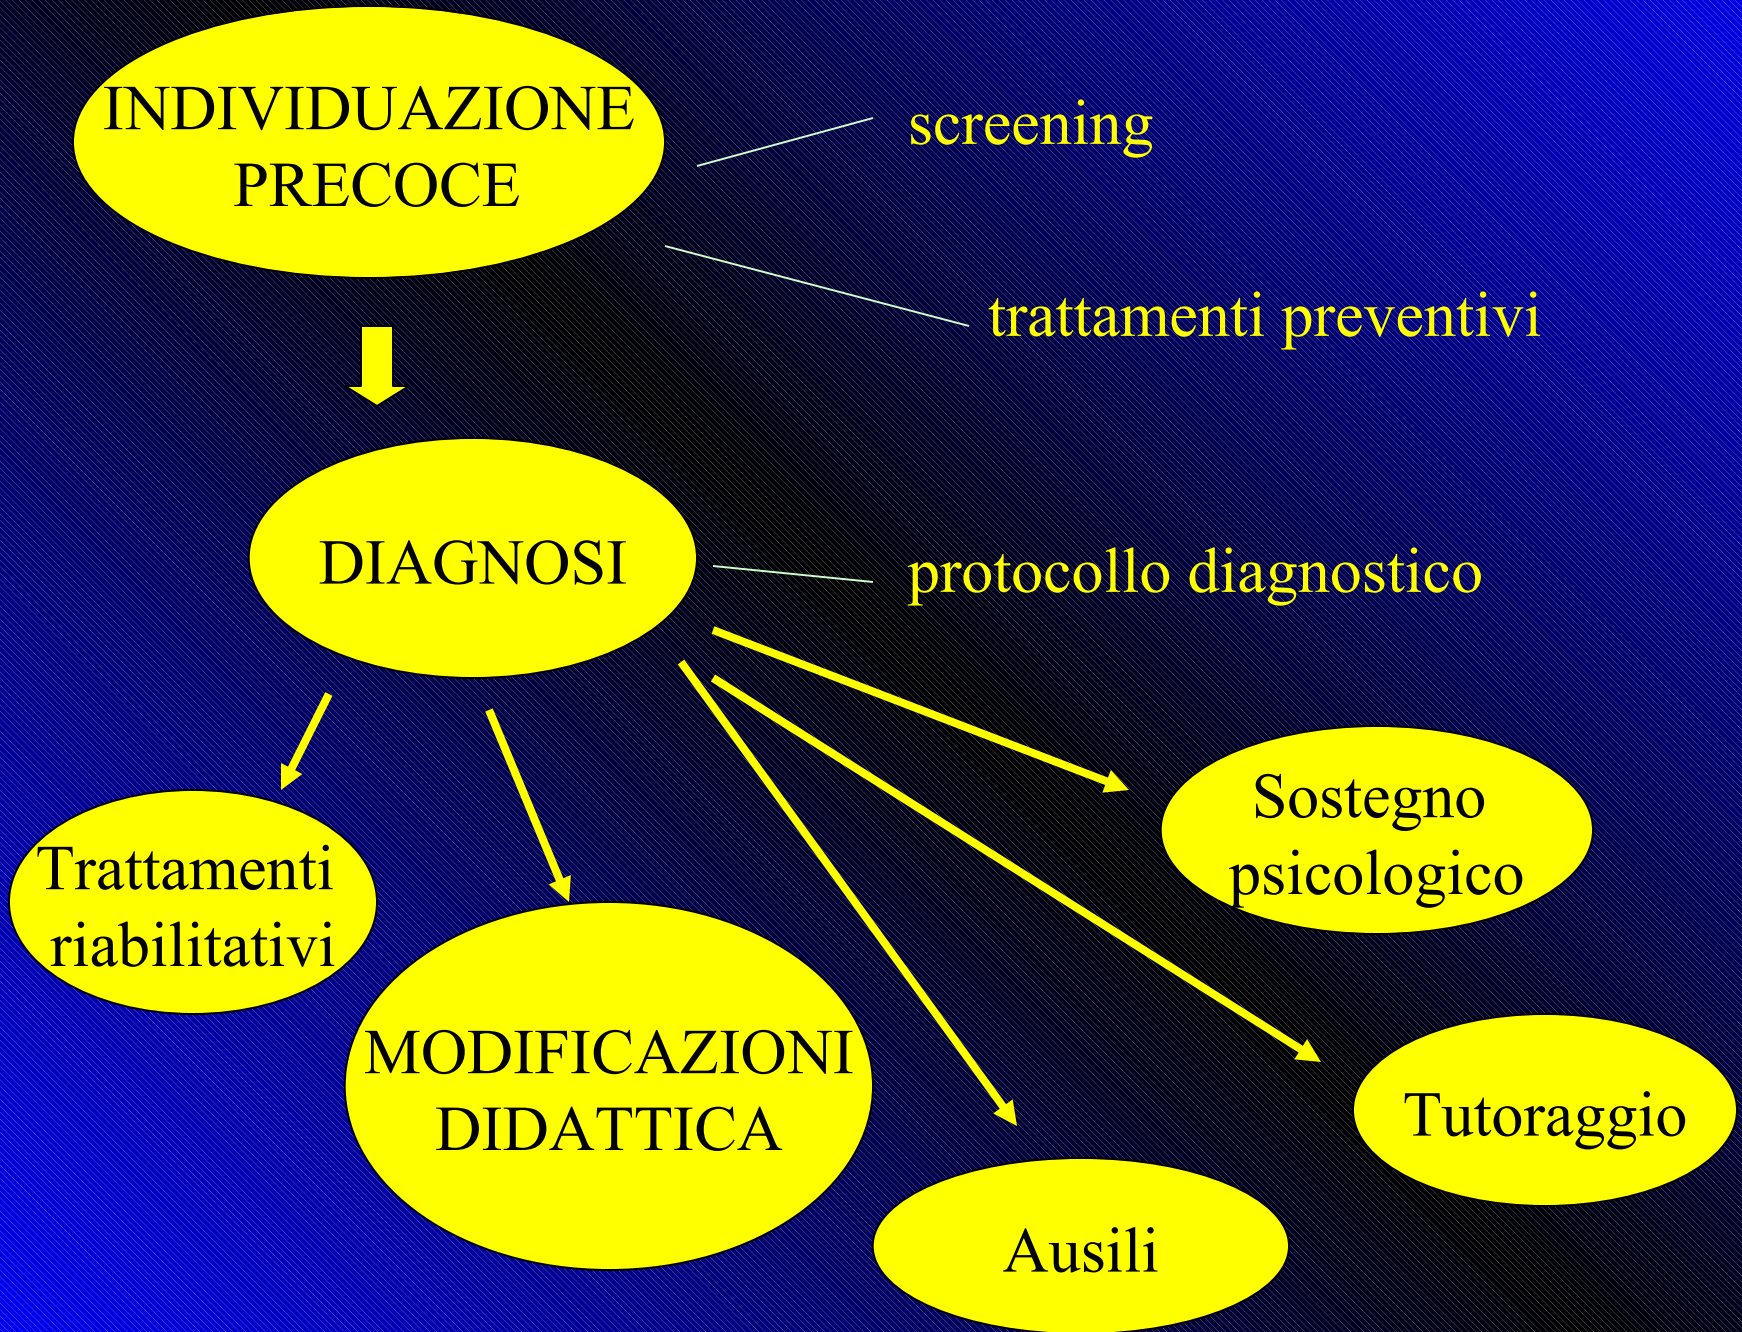 INDIVIDUAZIONE
PRECOCE
screening
trattamenti preventivi
DIAGNOSI
protocollo diagnostico
Sostegno
psicologico
Trattamenti
riabilitativi
MODIFICAZIONI
DIDATTICA
Tutoraggio
Ausili